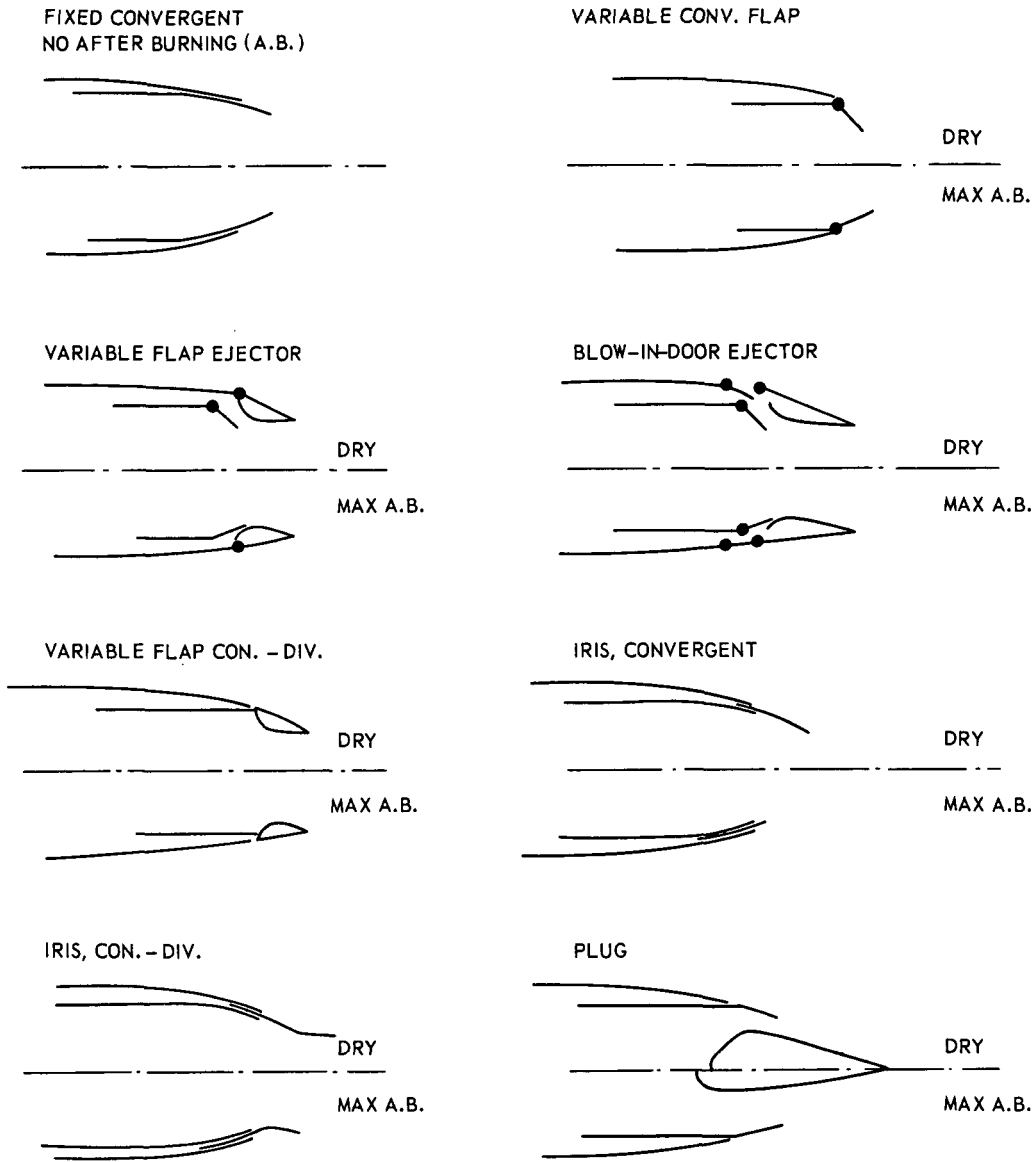 FIXED CONVERGENT
NO AFTER BURNING (A.B.)
VARIABLE CONV. FLAP
DRY
MAX A.B.
VARIABLE FLAP EJECTOR
DRY
MAX A.B.
BLOW-IN-DOOR EJECTOR
DRY
MAX A.B.
VARIABLE FLAP CON. - DIV.
DRY
MAX A.B.
IRIS, CONVERGENT
DRY
MAX A.B.
IRIS, CON. - DIV.
DRY
MAX A.B.
PLUG
DRY
MAX A.B.